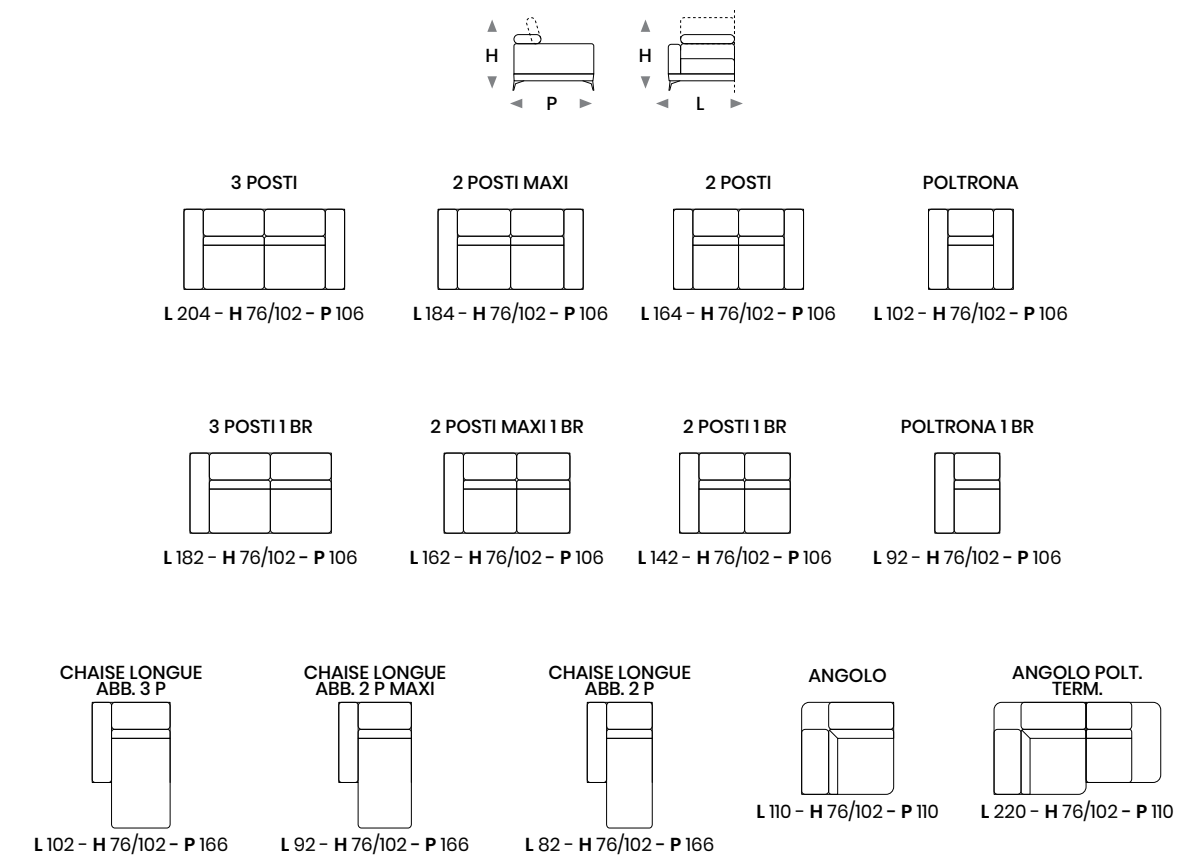 H H
P L
3 POSTI 2 POSTI MAXI 2 POSTI POLTRONA
L 204 - H 76/102 - P 106 L 184 - H 76/102 - P 106 L 164 - H 76/102 - P 106 L 102 - H 76/102 - P 106
3 POSTI 1 BR 2 POSTI MAXI 1 BR 2 POSTI 1 BR POLTRONA 1 BR
L 182 - H 76/102 - P 106 L 162 - H 76/102 - P 106 L 142 - H 76/102 - P 106 L 92 - H 76/102 - P 106
CHAISE LONGUE
ABB. 3 P
CHAISE LONGUE
ABB. 2 P MAXI
CHAISE LONGUE
ABB. 2 P
ANGOLO
ANGOLO POLT.
TERM.
L 102 - H 76/102 - P 166 L 92 - H 76/102 - P 166 L 82 - H 76/102 - P 166 L 110 - H 76/102 - P 110 L 220 - H 76/102 - P 110